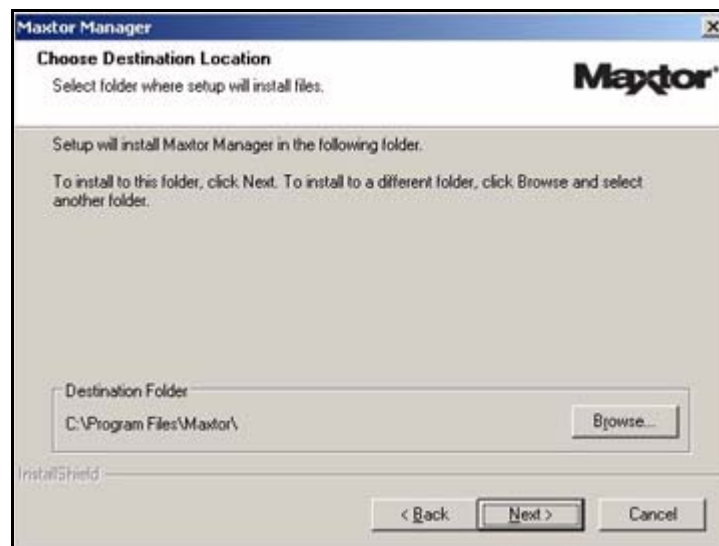 Maxtor Manager
Choose Destination Location
Select folder where setup will install files.
Maxtor
Setup will install Maxtor Manager in the following folder.
To install to this folder, click Next. To install to a different folder, click Browse and select
another folder.
Destination Folder
C:\Program Files\Maxtor\
Browse...
InstallShield
< Back
Next >
Cancel